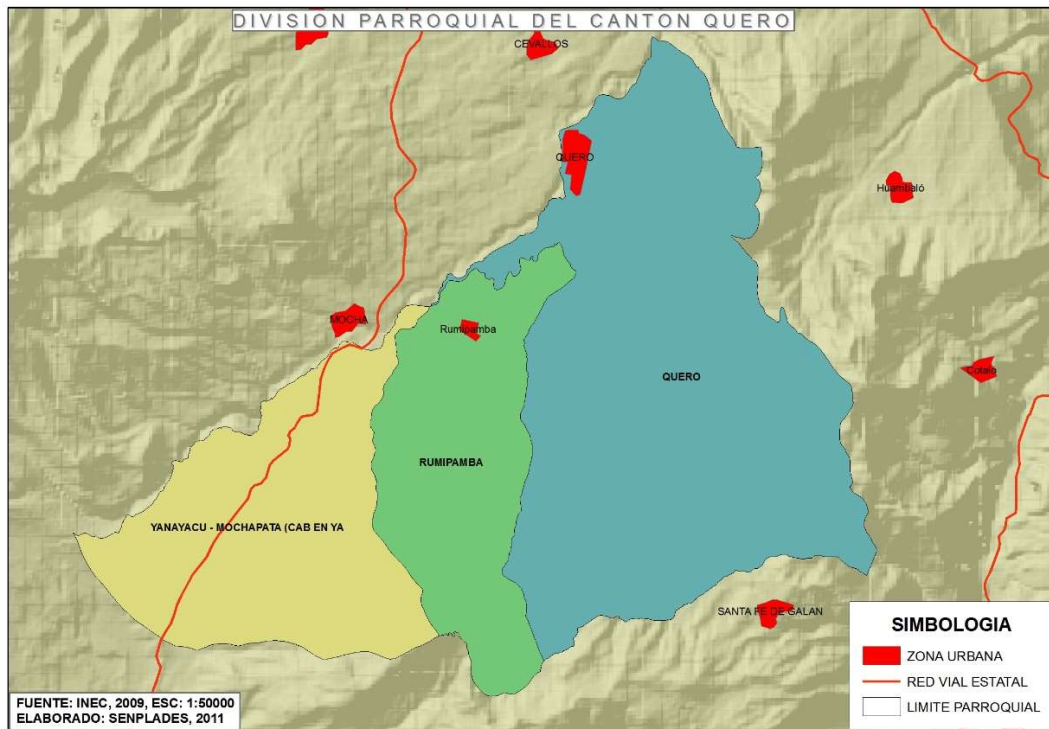 DIVISION PARROQUIAL DEL CANTON QUERO
CEVALLOS
QUERO
Huambaló
MOCHA
Rumipamba
Cotalo
QUERO
RUMIPAMBA
YANAYACU - MOCHAPATA (CAB EN YA
SANTA FE DE GALAN
SIMBOLOGIA
ZONA URBANA
RED VIAL ESTATAL
LIMITE PARROQUIAL
FUENTE: INEC, 2009, ESC: 1:50000
ELABORADO: SENPLADES, 2011